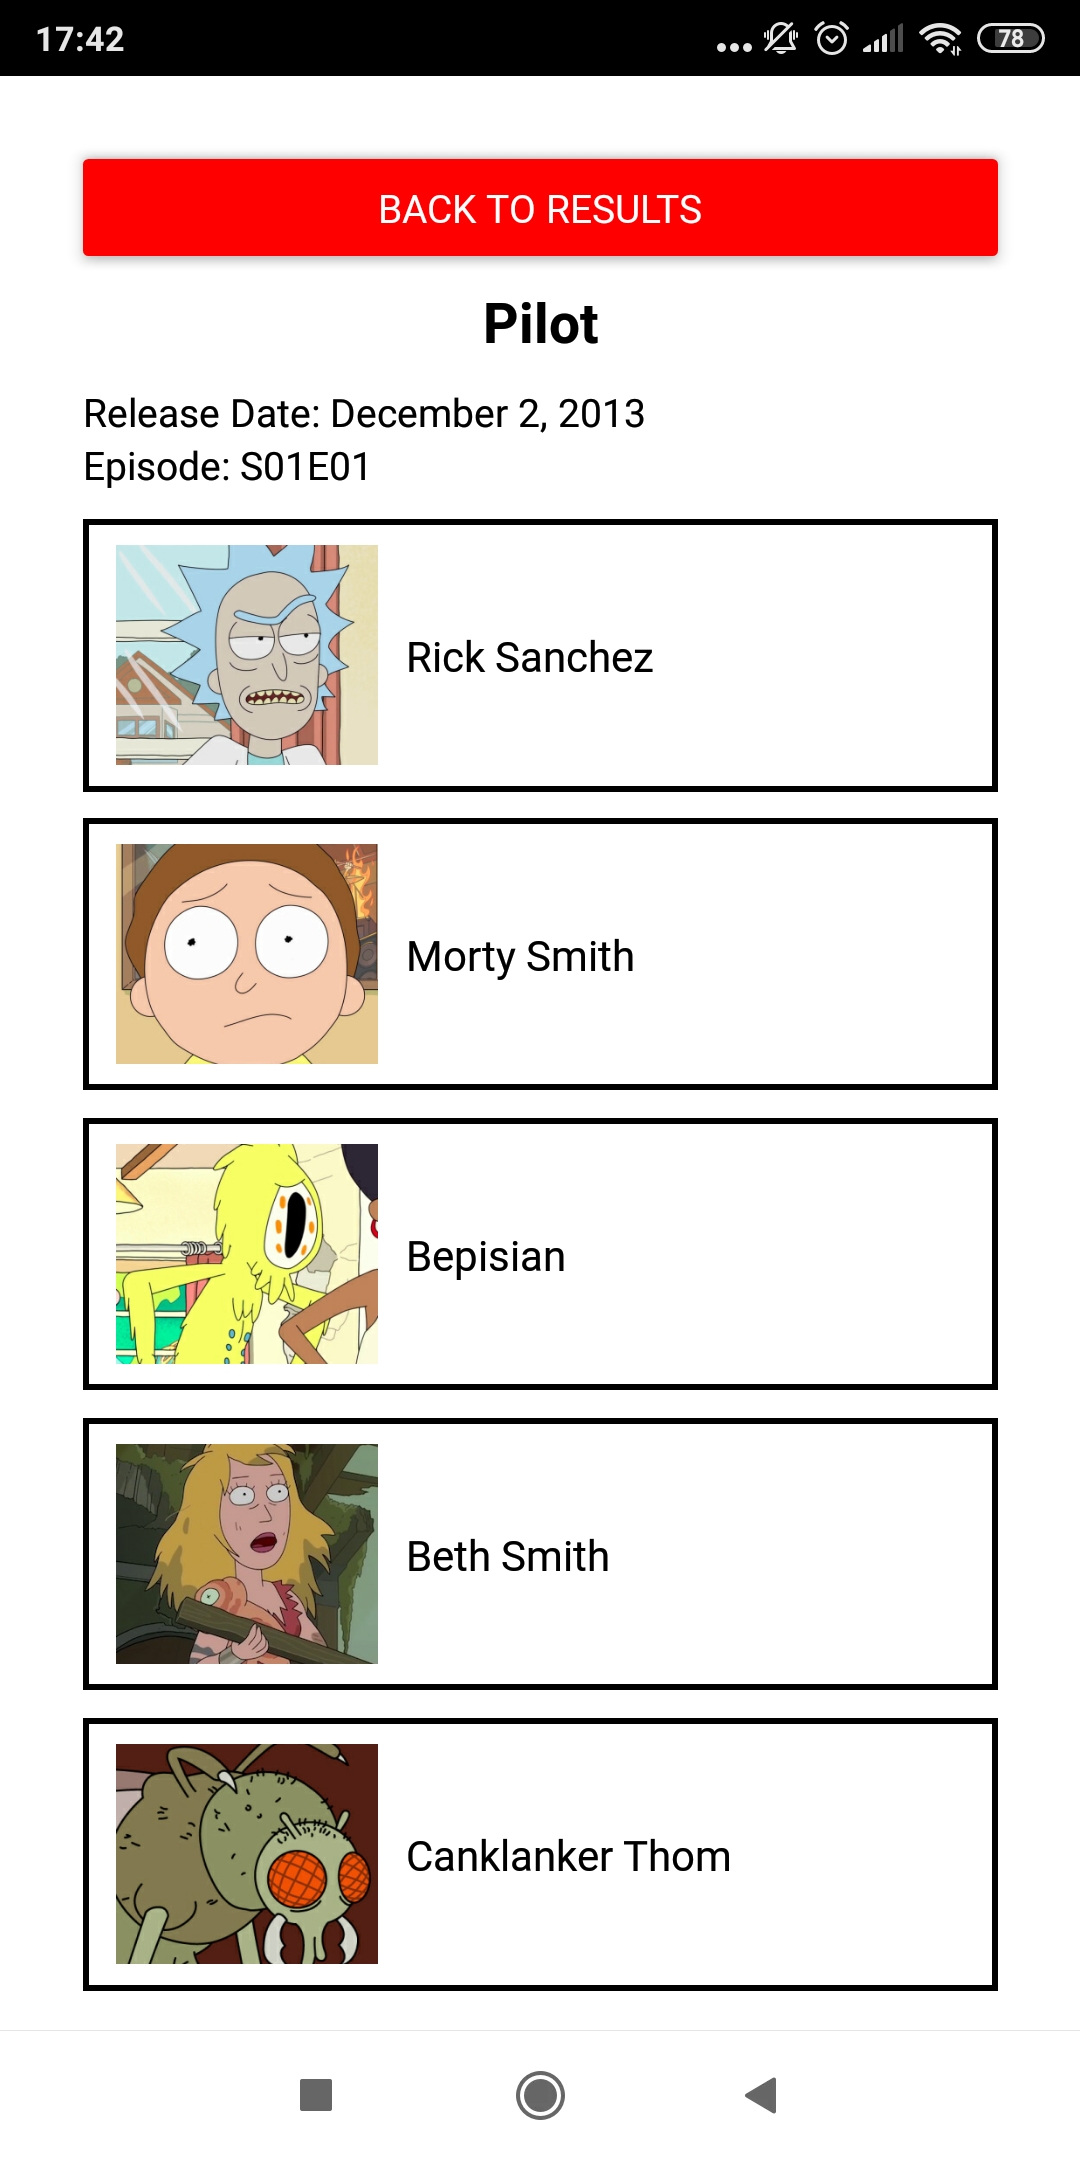 17:42
78
BACK TO RESULTS
Pilot
Release Date: December 2, 2013
Episode: S01E01
Rick Sanchez
Morty Smith
Bepisian
Beth Smith
Canklanker Thom